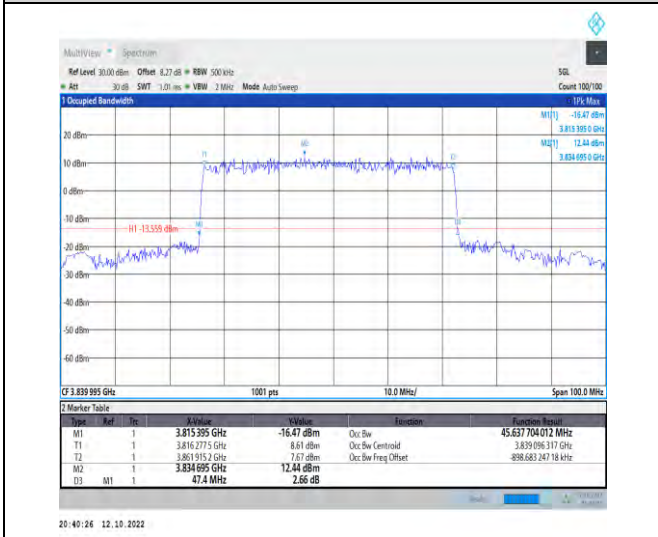 MultiView Spectrum
Ref Level 30.00 dBm Offset 8.27 dB RBW 500 kHz SGL
Att 30 dB SWT 1.01 ms VBW 2 MHz Mode Auto Sweep Count 100/100
1 Occupied Bandwidth 1Pk Max
M1[1] -16.47 dBm
3.815 395 0 GHz
M2[1] 12.44 dBm
3.834 695 0 GHz
20 dBm
M2
T1
10 dBm
0 dBm
-10 dBm
H1 -13.559 dBm
-20 dBm
-30 dBm
-40 dBm
-50 dBm
-60 dBm
CF 3.839 995 GHz 1001 pts 10.0 MHz/ Span 100.0 MHz
2 Marker Table
Type Ref Trc X-Value Y-Value Function Function Result
M1 1 3.815 395 GHz -16.47 dBm Occ Bw 45.637 704 012 MHz
T1 1 3.816 277 5 GHz 8.61 dBm Occ Bw Centroid 3.839 096 317 GHz
T2 1 3.861 915 2 GHz 7.67 dBm Occ Bw Freq Offset -898.683 247 18 kHz
M2 1 3.834 695 GHz 12.44 dBm
D3 M1 1 47.4 MHz 2.66 dB
20:40:26 12.10.2022